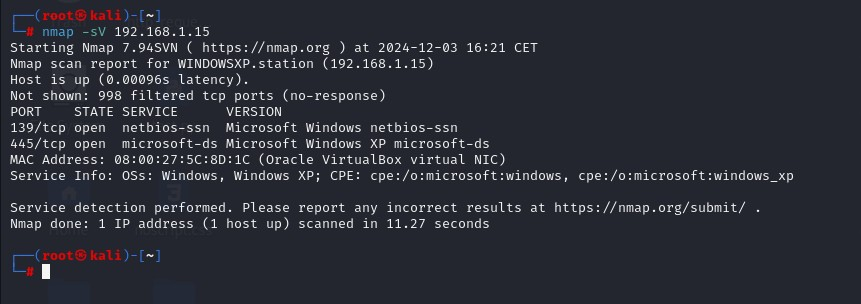 ┌──(root㉿kali)-[~]
└─# nmap -sV 192.168.1.15
Starting Nmap 7.94SVN ( https://nmap.org ) at 2024-12-03 16:21 CET
Nmap scan report for WINDOWSXP.station (192.168.1.15)
Host is up (0.00096s latency).
Not shown: 998 filtered tcp ports (no-response)
PORT    STATE SERVICE      VERSION
139/tcp open  netbios-ssn  Microsoft Windows netbios-ssn
445/tcp open  microsoft-ds Microsoft Windows XP microsoft-ds
MAC Address: 08:00:27:5C:8D:1C (Oracle VirtualBox virtual NIC)
Service Info: OSs: Windows, Windows XP; CPE: cpe:/o:microsoft:windows, cpe:/o:microsoft:windows_xp
Service detection performed. Please report any incorrect results at https://nmap.org/submit/ .
Nmap done: 1 IP address (1 host up) scanned in 11.27 seconds
┌──(root㉿kali)-[~]
└─#